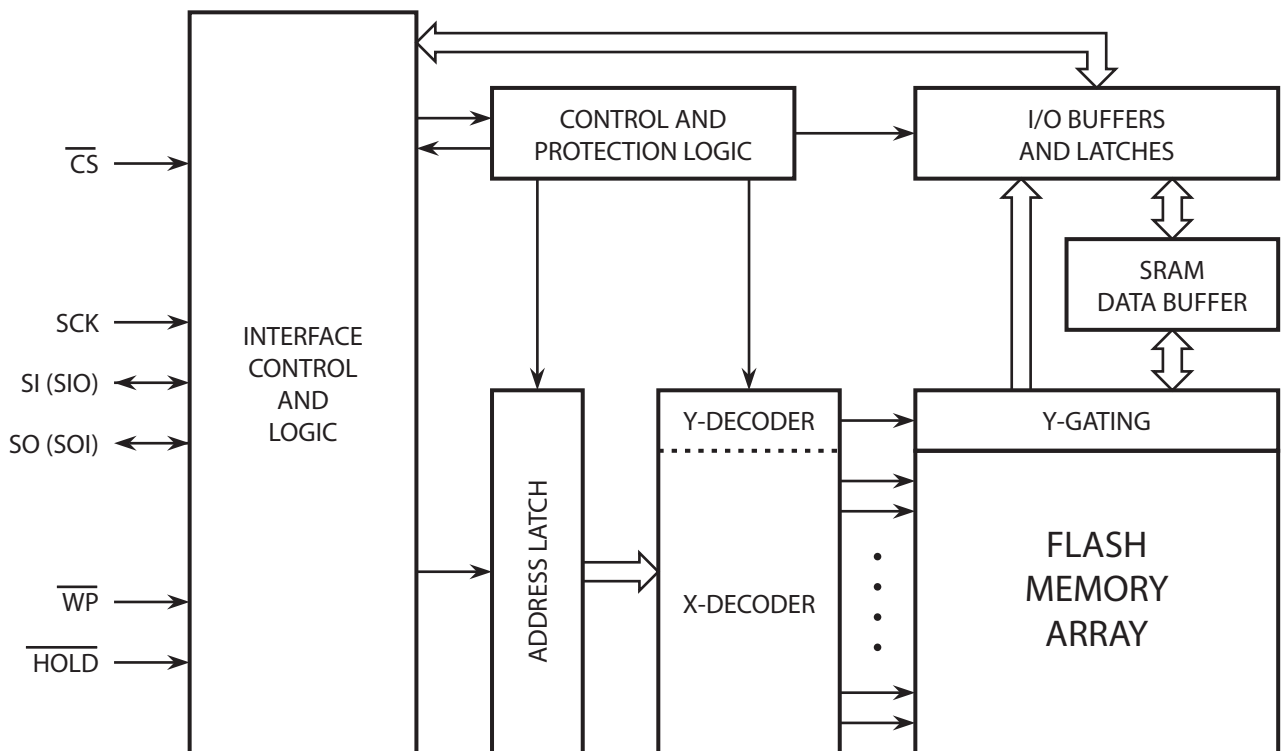 CS
SCK
SI (SIO)
SO (SOI)
WP
HOLD
INTERFACE
CONTROL
AND
LOGIC
CONTROL AND
PROTECTION LOGIC
I/O BUFFERS
AND LATCHES
SRAM
DATA BUFFER
ADDRESS LATCH
Y-DECODER
X-DECODER
Y-GATING
FLASH
MEMORY
ARRAY